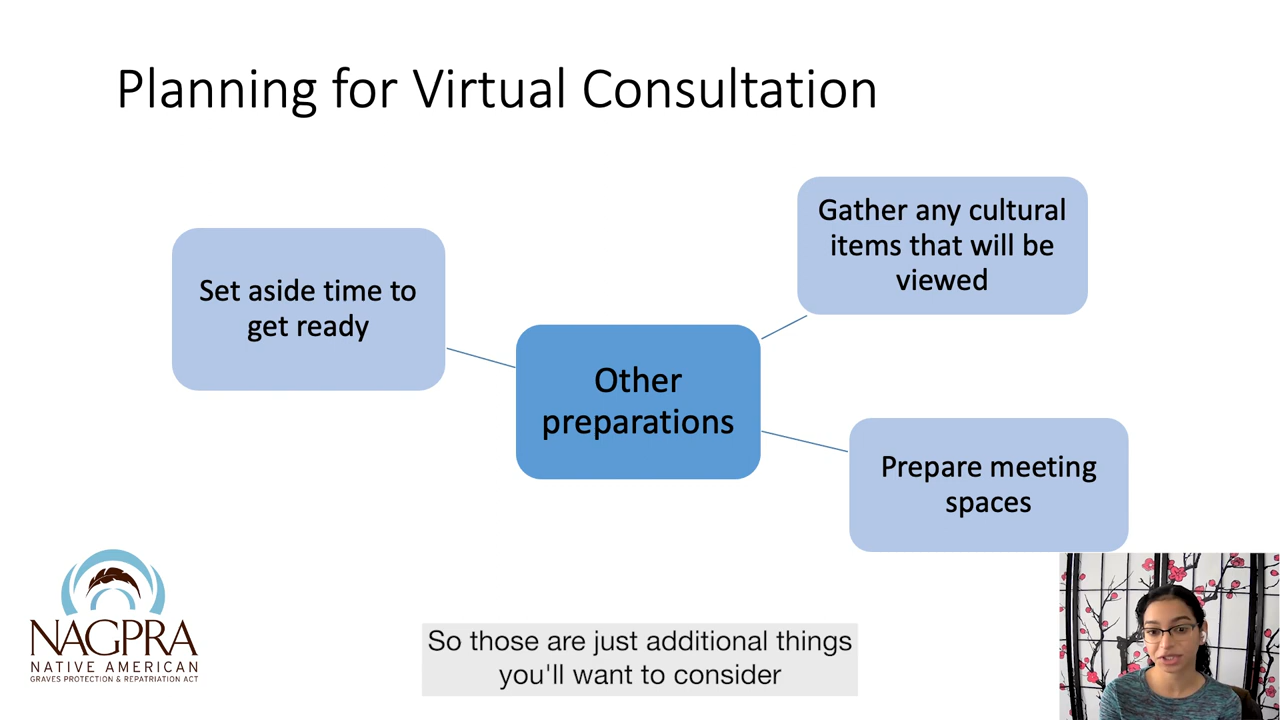 Planning for Virtual Consultation
Set aside time to
get ready
Gather any cultural
items that will be
viewed
Other
preparations
Prepare meeting
spaces
NAGPRA
NATIVE AMERICAN
GRAVES PROTECTION & REPATRIATION ACT
So those are just additional things
you'll want to consider